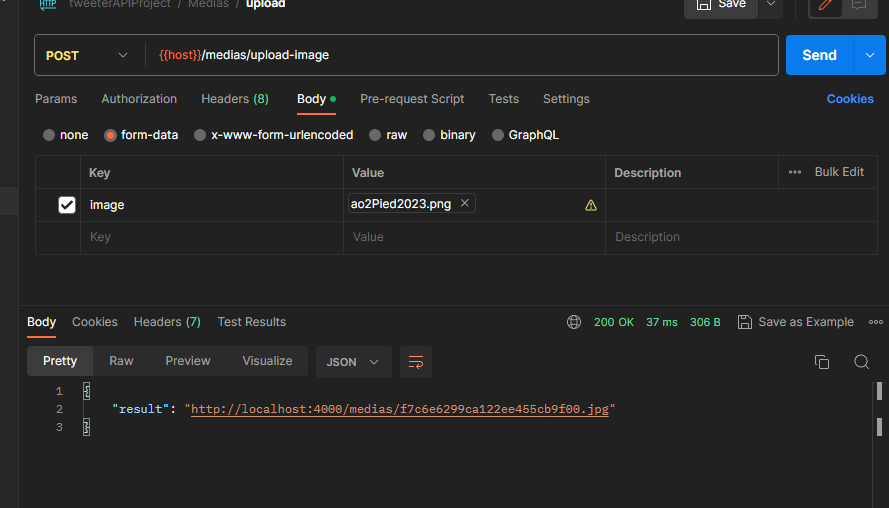 HTTP tweeterAPIProject / Medias / upload Save
POST {{host}}/medias/upload-image Send
Params Authorization Headers (8) Body Pre-request Script Tests Settings Cookies
none form-data x-www-form-urlencoded raw binary GraphQL
Key Value Description ••• Bulk Edit
image ao2Pied2023.png ×
Key Value Description
Body Cookies Headers (7) Test Results 200 OK 37 ms 306 B Save as Example •••
Pretty Raw Preview Visualize JSON
1 {
2 "result": "http://localhost:4000/medias/f7c6e6299ca122ee455cb9f00.jpg"
3 }